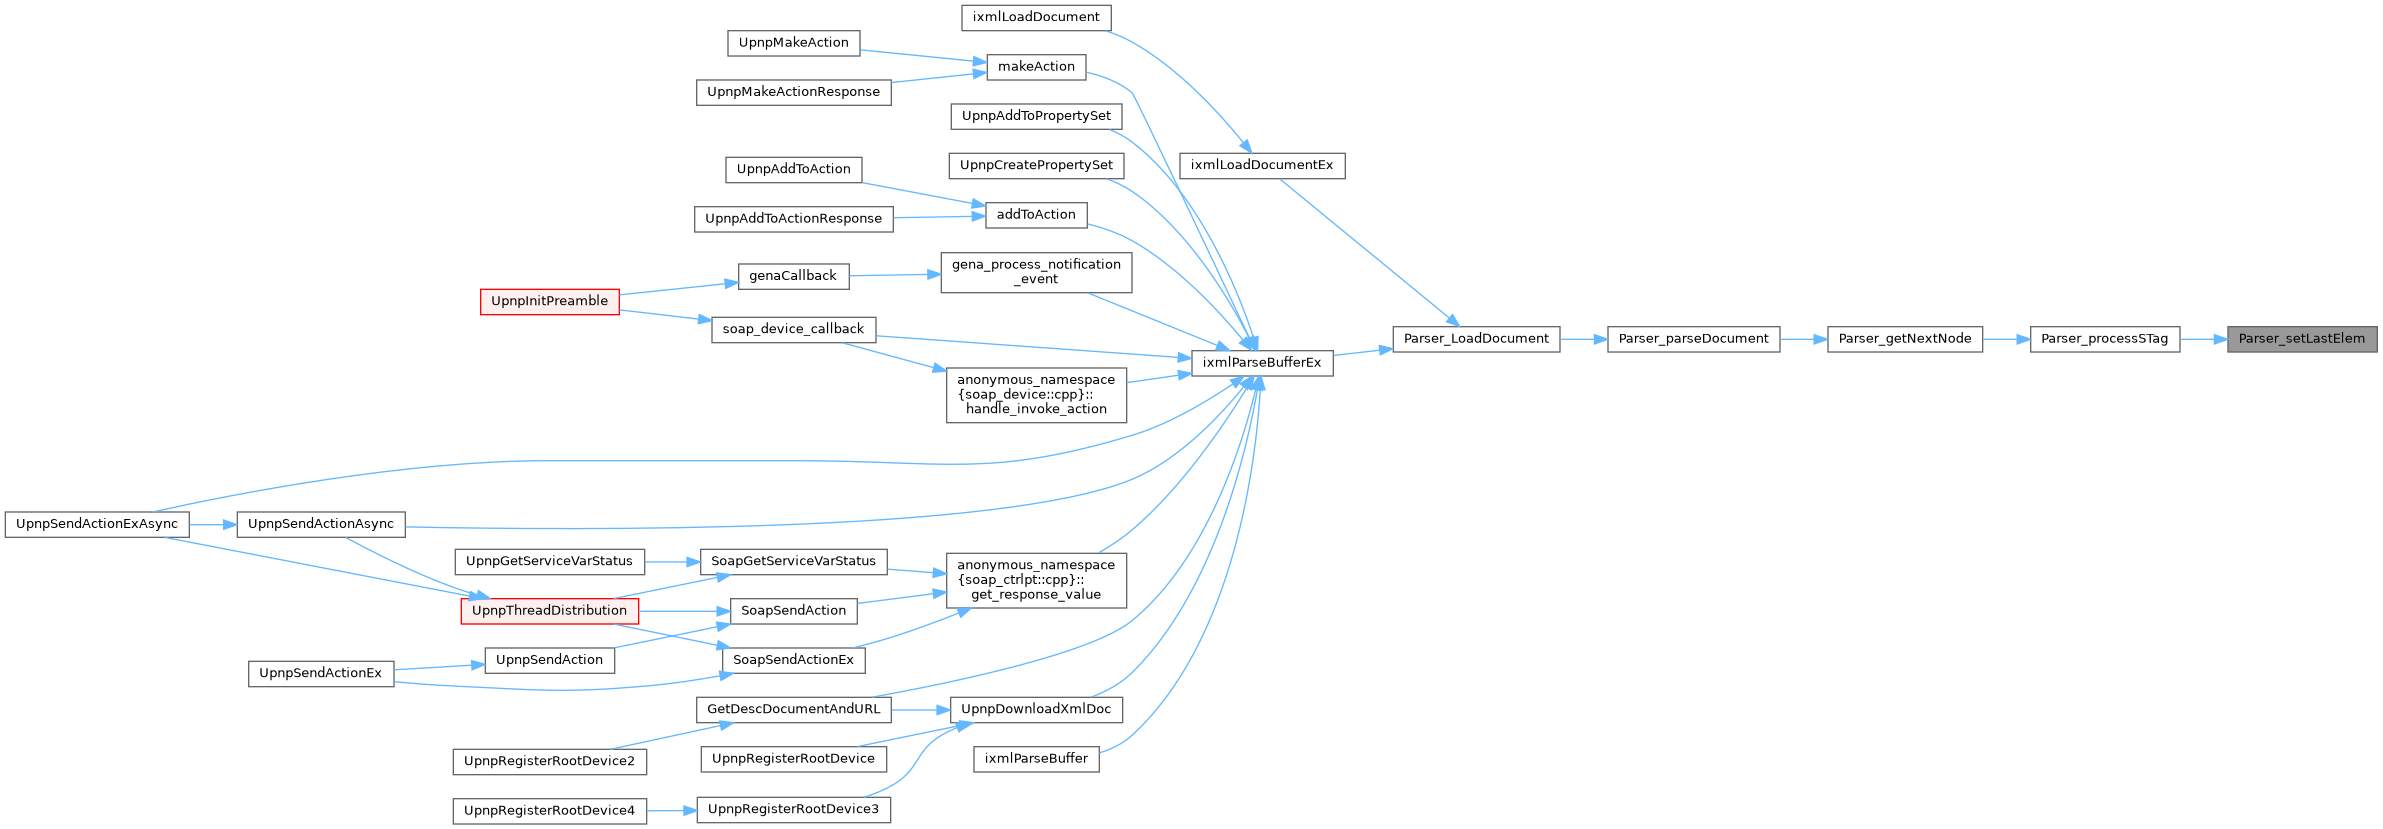 ixmlLoadDocument
UpnpMakeAction
makeAction
UpnpMakeActionResponse
UpnpAddToPropertySet
UpnpCreatePropertySet
ixmlLoadDocumentEx
UpnpAddToAction
addToAction
UpnpAddToActionResponse
gena_process_notification
_event
genaCallback
UpnpInitPreamble
soap_device_callback
Parser_LoadDocument
Parser_parseDocument
Parser_getNextNode
Parser_processSTag
Parser_setLastElem
ixmlParseBufferEx
anonymous_namespace
{soap_device::cpp}::
handle_invoke_action
UpnpSendActionExAsync
UpnpSendActionAsync
UpnpGetServiceVarStatus
SoapGetServiceVarStatus
anonymous_namespace
{soap_ctrlpt::cpp}::
get_response_value
UpnpThreadDistribution
SoapSendAction
UpnpSendAction
SoapSendActionEx
UpnpSendActionEx
GetDescDocumentAndURL
UpnpDownloadXmlDoc
UpnpRegisterRootDevice2
UpnpRegisterRootDevice
ixmlParseBuffer
UpnpRegisterRootDevice4
UpnpRegisterRootDevice3